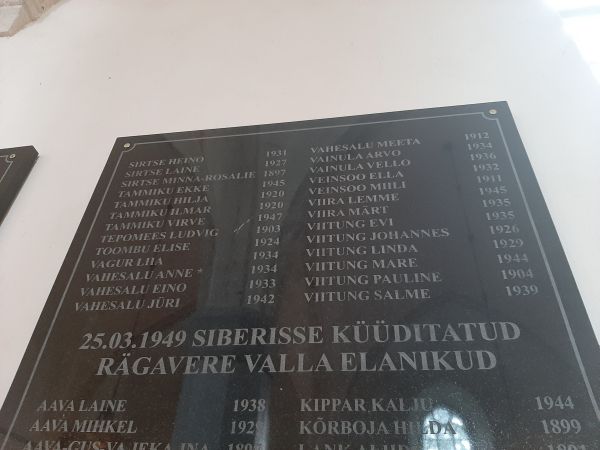 SIRTSE HEINO 1931
SIRTSE LAINE 1927
SIRTSE MINNA-ROSALIE 1897
TAMMIKU EKKE 1945
TAMMIKU HILJA 1920
TAMMIKU ILMAR 1920
TAMMIKU VIRVE 1947
TEPOMEES LUDVIG 1903
TOOMBU ELISE 1924
VAGUR LHA 1934
VAHESALU ANNE * 1934
VAHESALU EINO 1933
VAHESALU JÜRI 1942
VAHESALU MEETA 1912
VAINULA ARVO 1934
VAINULA VELLO 1936
VEINSOO ELLA 1932
VEINSOO MIHLI 1911
VIIRA LEMME 1945
VIIRA MÄRT 1935
VIITUNG EVI 1935
VIITUNG JOHANNES 1926
VIITUNG LINDA 1929
VIITUNG MARE 1944
VIITUNG PAULINE 1904
VIITUNG SALME 1939
25.03.1949 SIBERISSE KÜÜDITATUD
RÄGAVERE VALLA ELANIKUD
AAVA LAINE 1938
AAVA MIHKEL 1929
KIPPAR KALJU 1944
KÕRBOJA HILDA 1899